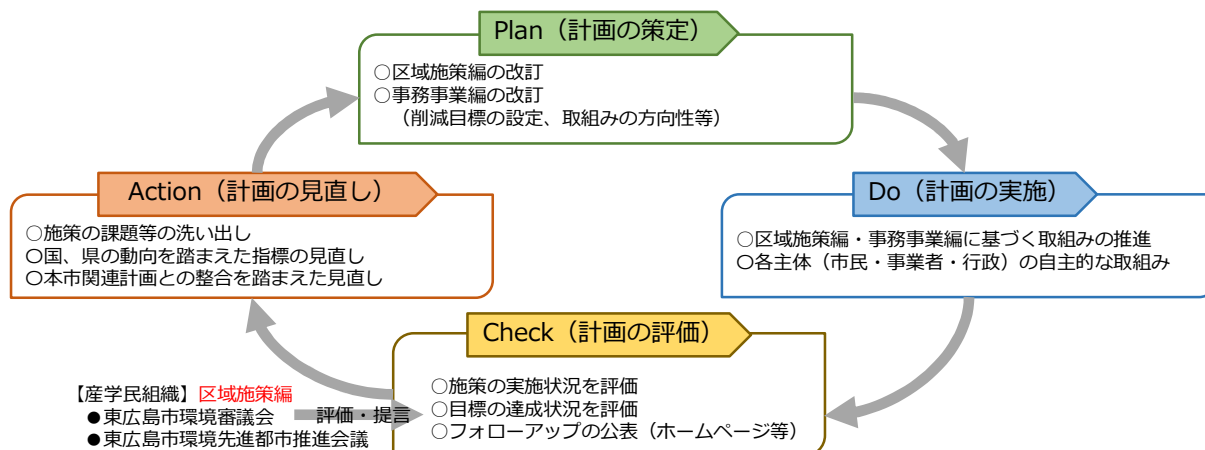 Plan（計画の策定）
○区域施策編の改訂
○事務事業編の改訂
（削減目標の設定、取組みの方向性等）
Action（計画の見直し）
○施策の課題等の洗い出し
○国、県の動向を踏まえた指標の見直し
○本市関連計画との整合を踏まえた見直し
Do（計画の実施）
○区域施策編・事務事業編に基づく取組みの推進
○各主体（市民・事業者・行政）の自主的な取組み
Check（計画の評価）
○施策の実施状況を評価
○目標の達成状況を評価
○フォローアップの公表（ホームページ等）
【産学民組織】区域施策編
●東広島市環境審議会
●東広島市環境先進都市推進会議
評価・提言